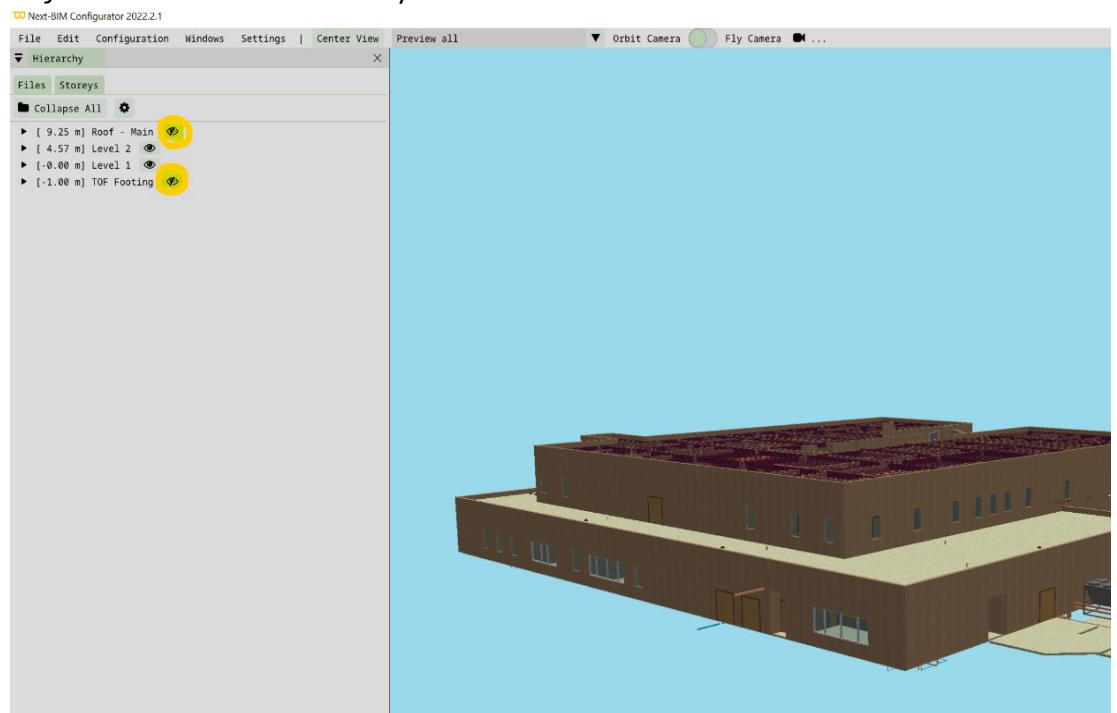 Next-BIM Configurator 2022.2.1
File Edit Configuration Windows Settings | Center View Preview all Orbit Camera Fly Camera ...
Hierarchy
Files Storeys
Collapse All
[ 9.25 m] Roof - Main
[ 4.57 m] Level 2
[-0.00 m] Level 1
[-1.00 m] TOF Footing